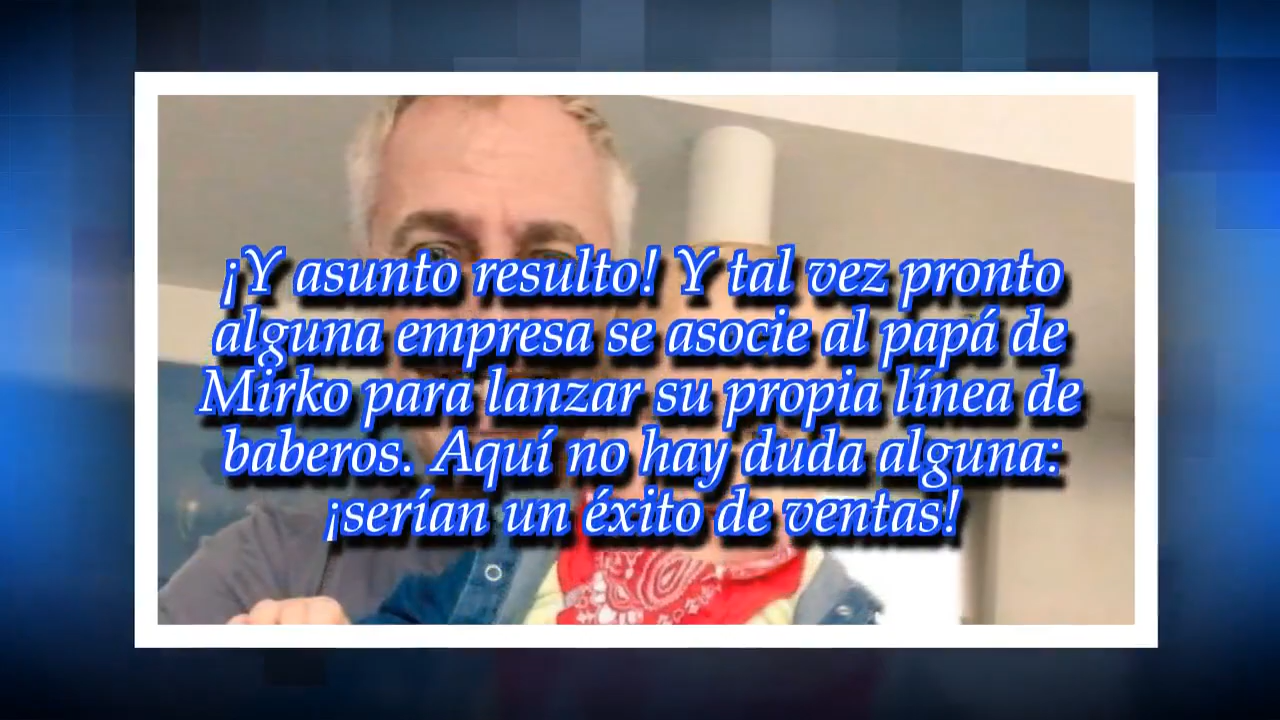 ¡Y asunto resulto! Y tal vez pronto
alguna empresa se asocie al papá de
Mirko para lanzar su propia línea de
baberos. Aquí no hay duda alguna:
¡serían un éxito de ventas!